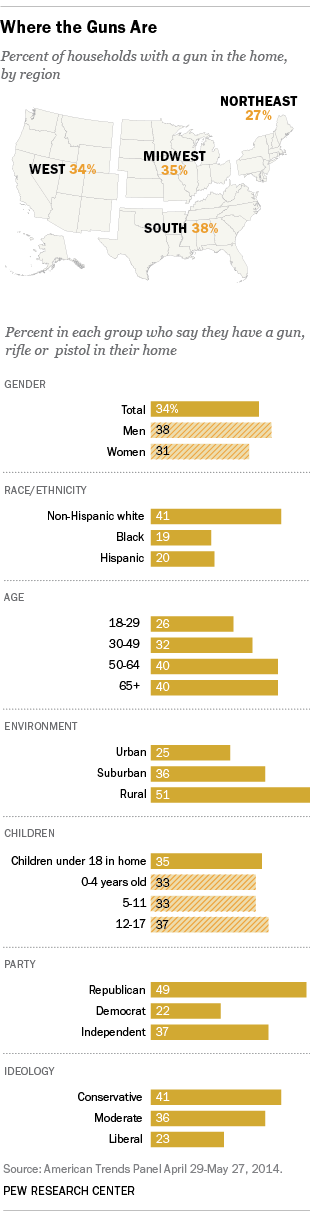 Where the Guns Are
Percent of households with a gun in the home,
by region
NORTHEAST
27%
MIDWEST
35%
WEST 34%
SOUTH 38%
Percent in each group who say they have a gun,
rifle or pistol in their home
GENDER
Total 34%
Men 38
Women 31
RACE/ETHNICITY
Non-Hispanic white 41
Black 19
Hispanic 20
AGE
18-29 26
30-49 32
50-64 40
65+ 40
ENVIRONMENT
Urban 25
Suburban 36
Rural 51
CHILDREN
Children under 18 in home 35
0-4 years old 33
5-11 33
12-17 37
PARTY
Republican 49
Democrat 22
Independent 37
IDEOLOGY
Conservative 41
Moderate 36
Liberal 23
Source: American Trends Panel April 29-May 27, 2014.
PEW RESEARCH CENTER